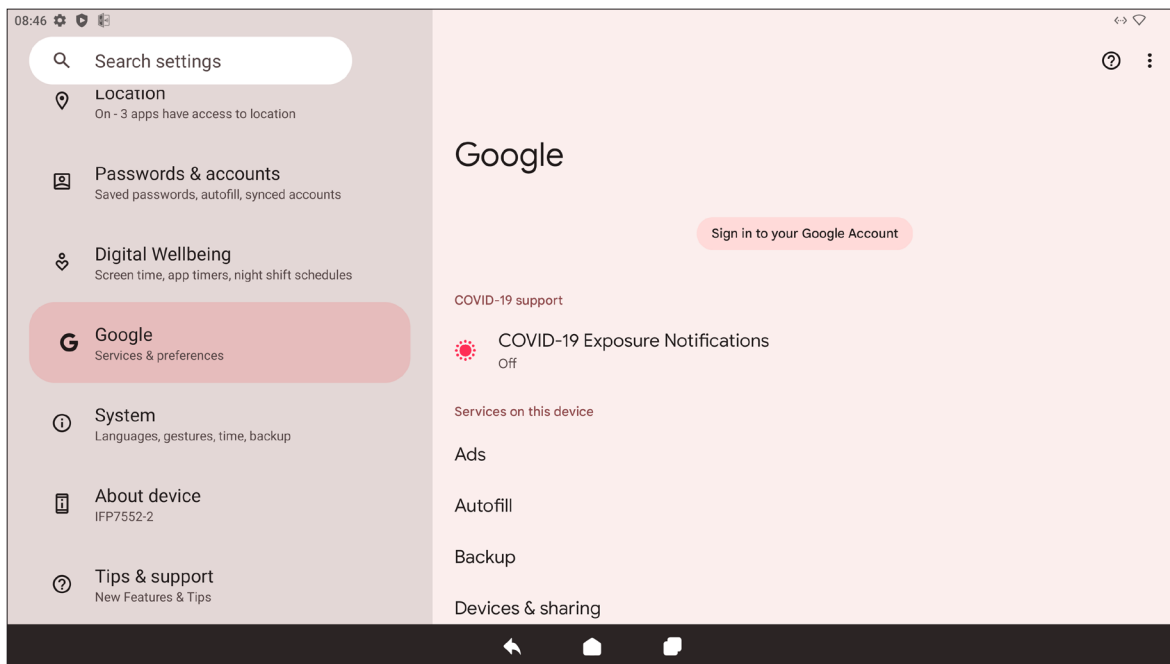 08:46
Search settings
Location
On - 3 apps have access to location
Passwords & accounts
Saved passwords, autofill, synced accounts
Digital Wellbeing
Screen time, app timers, night shift schedules
G
Google
Services & preferences
System
Languages, gestures, time, backup
About device
IFP7552-2
Tips & support
New Features & Tips
Google
Sign in to your Google Account
COVID-19 support
COVID-19 Exposure Notifications
Off
Services on this device
Ads
Autofill
Backup
Devices & sharing